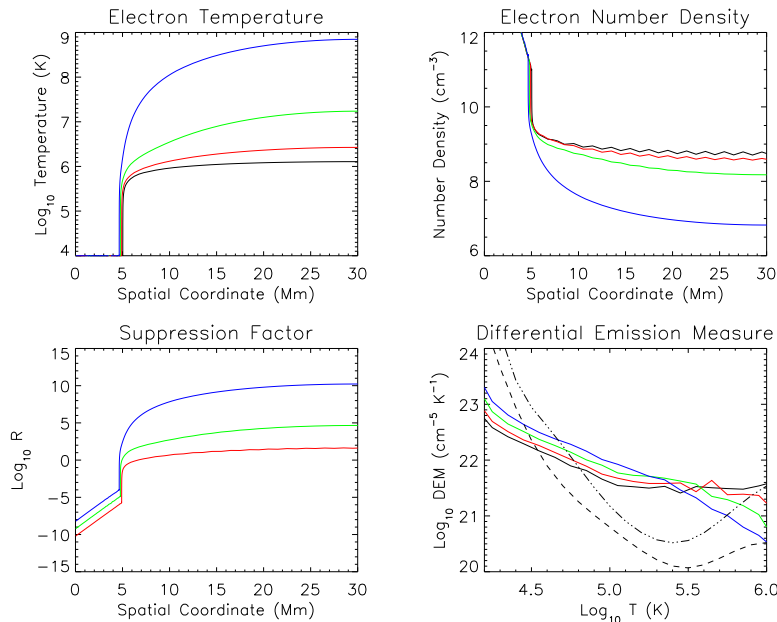 Electron Temperature
Log10 Temperature (K)
9
8
7
6
5
4
0 5 10 15 20 25 30
Spatial Coordinate (Mm)
Electron Number Density
Number Density (cm-3)
12
10
8
6
0 5 10 15 20 25 30
Spatial Coordinate (Mm)
Suppression Factor
Log10 R
15
10
5
0
-5
-10
-15
0 5 10 15 20 25 30
Spatial Coordinate (Mm)
Differential Emission Measure
Log10 DEM (cm-5 K-1)
24
23
22
21
20
4.5 5.0 5.5 6.0
Log10 T (K)